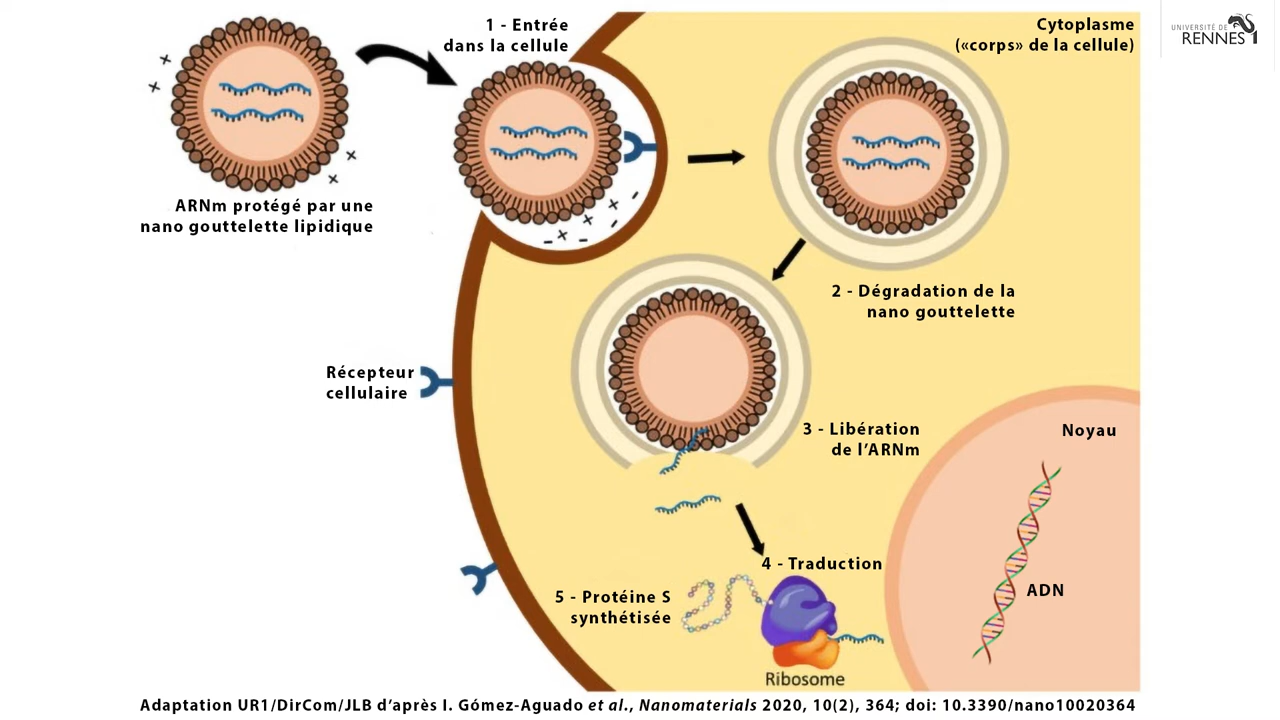 1 - Entrée
dans la cellule
Cytoplasme
(«corps» de la cellule)
UNIVERSITÉ DE
RENNES
ARNm protégé par une
nano gouttelette lipidique
2 - Dégradation de la
nano gouttelette
Récepteur
cellulaire
3 - Libération
de l’ARNm
Noyau
4 - Traduction
ADN
5 - Protéine S
synthétisée
Ribosome
Adaptation UR1/DirCom/JLB d’après I. Gómez-Aguado et al., Nanomaterials 2020, 10(2), 364; doi: 10.3390/nano10020364